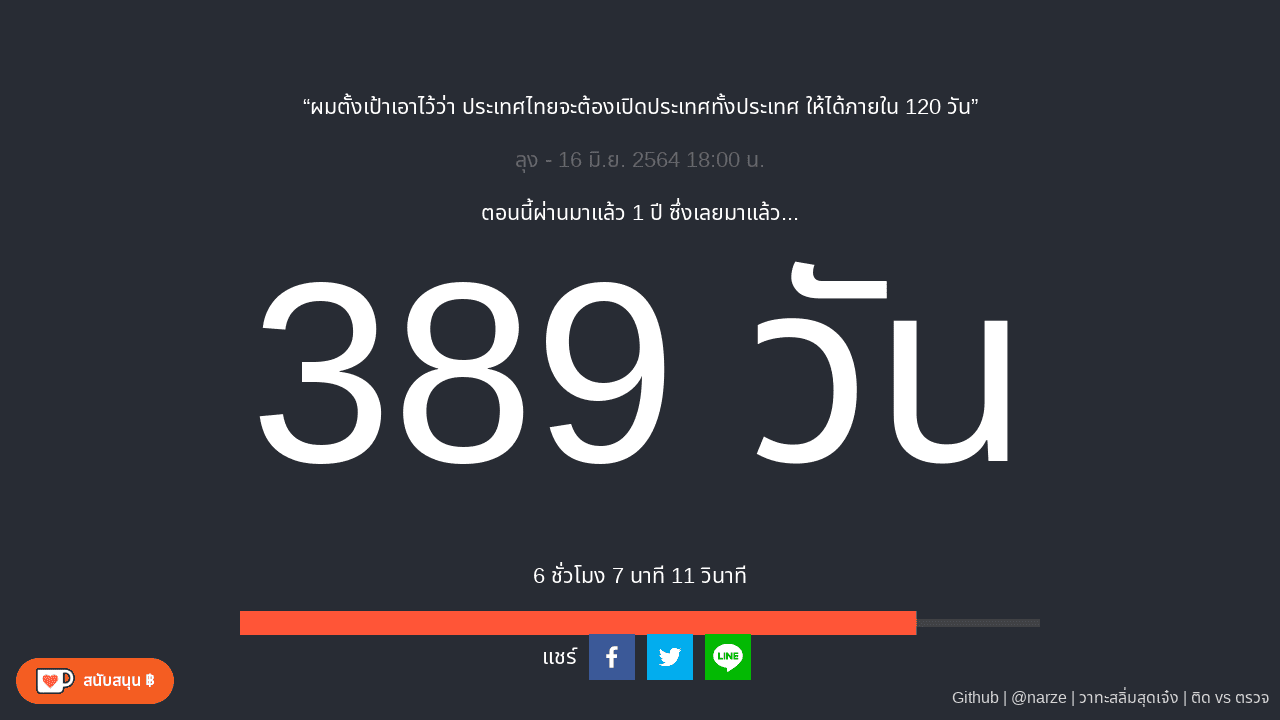 “ผมตั้งเป้าเอาไว้ว่า ประเทศไทยจะต้องเปิดประเทศทั้งประเทศ ให้ได้ภายใน 120 วัน”
ลุง - 16 มิ.ย. 2564 18:00 น.
ตอนนี้ผ่านมาแล้ว 1 ปี ซึ่งเลยมาแล้ว...
389 วัน
6 ชั่วโมง 7 นาที 11 วินาที
แชร์
LINE
สนับสนุน ฿
Github | @narze | วาทะสลิ่มสุดเจ๋ง | ติด vs ตรวจ